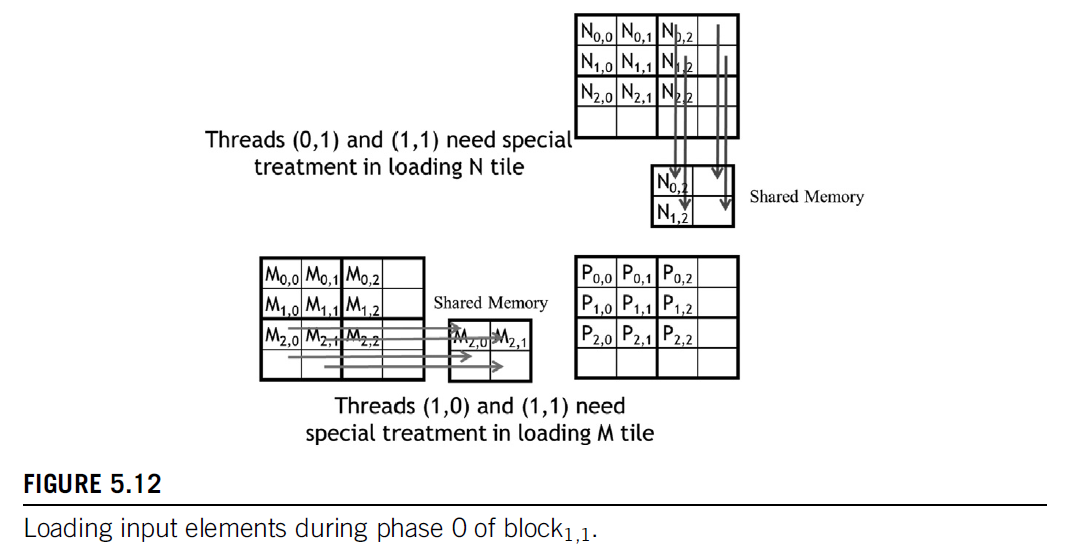 N0,0 N0,1 N0,2
N1,0 N1,1 N1,2
N2,0 N2,1 N2,2
Threads (0,1) and (1,1) need special
treatment in loading N tile
N0,2
N1,2
Shared Memory
M0,0 M0,1 M0,2
M1,0 M1,1 M1,2
M2,0 M2,1 M2,2
Shared Memory
M2,0 M2,1
P0,0 P0,1 P0,2
P1,0 P1,1 P1,2
P2,0 P2,1 P2,2
Threads (1,0) and (1,1) need
special treatment in loading M tile
FIGURE 5.12
Loading input elements during phase 0 of block1,1.